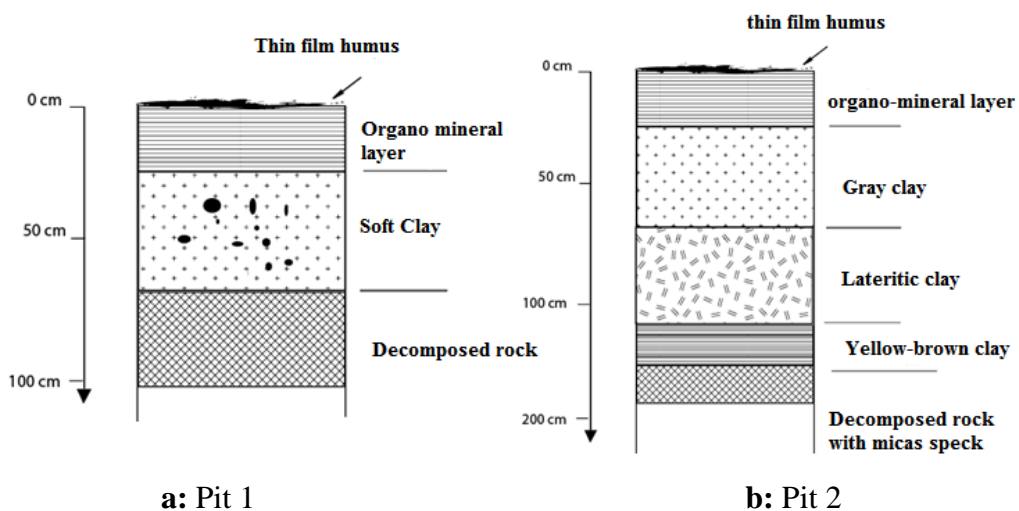 Thin film humus
0 cm
Organo mineral
layer
50 cm
Soft Clay
Decomposed rock
100 cm
a: Pit 1
thin film humus
0 cm
organo-mineral layer
50 cm
Gray clay
Lateritic clay
100 cm
Yellow-brown clay
200 cm
Decomposed rock
with micas speck
b: Pit 2